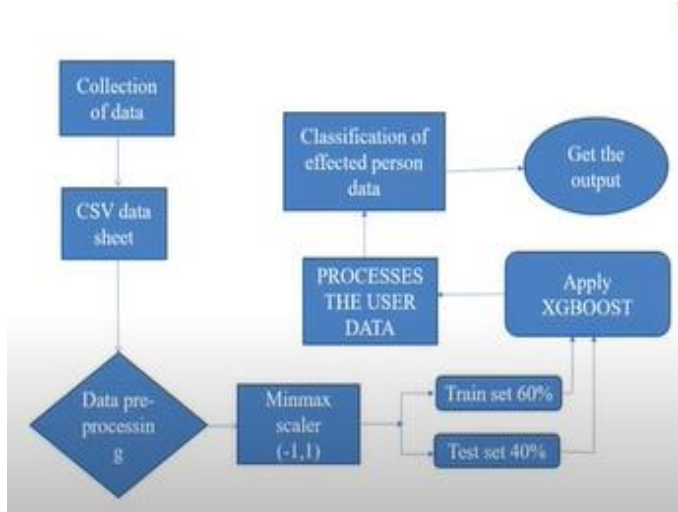 Collection
of data
CSV data
sheet
Data pre-
processin
g
Minmax
scaler
(-1,1)
Train set 60%
Test set 40%
Apply
XGBOOST
PROCESSES
THE USER
DATA
Classification of
effected person
data
Get the
output